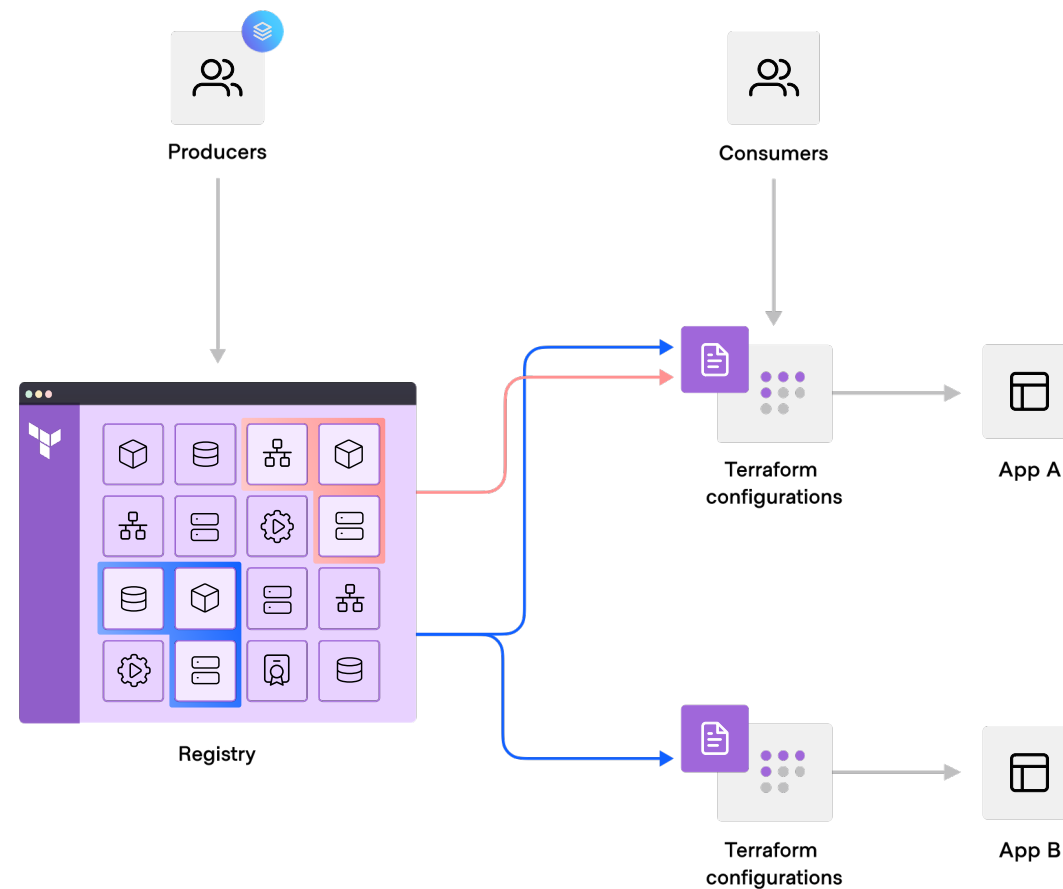 Producers
Consumers
Terraform
configurations
App A
Registry
Terraform
configurations
App B